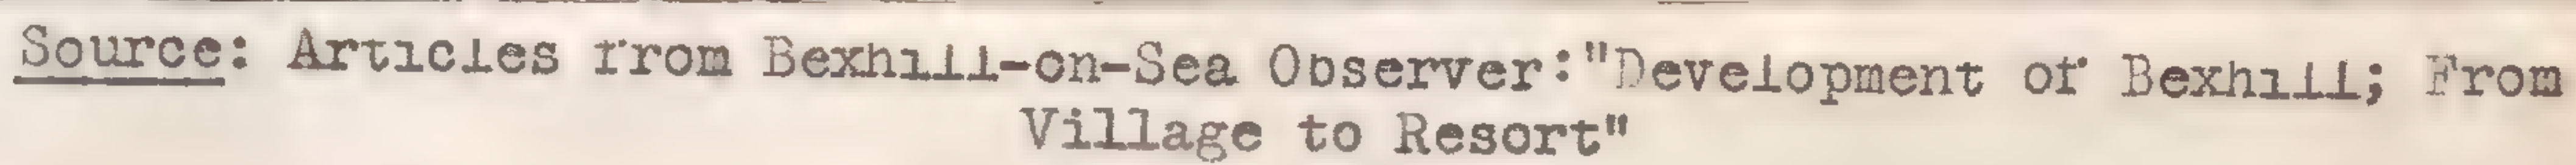 Source: Articles from Bexhill-on-Sea Observer:"Development of Bexhill; From
Village to Resort"